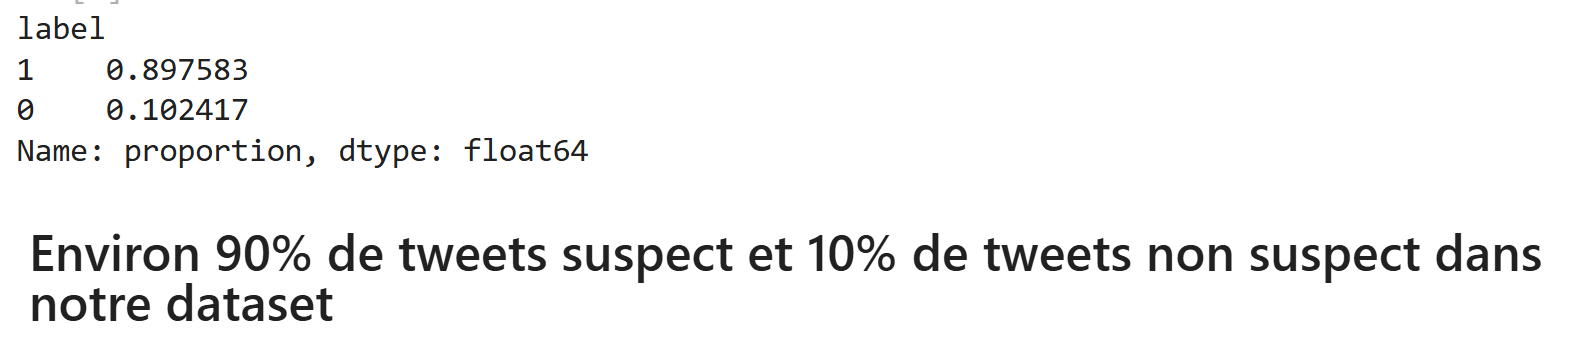 label
1    0.897583
0    0.102417
Name: proportion, dtype: float64
Environ 90% de tweets suspect et 10% de tweets non suspect dans
notre dataset